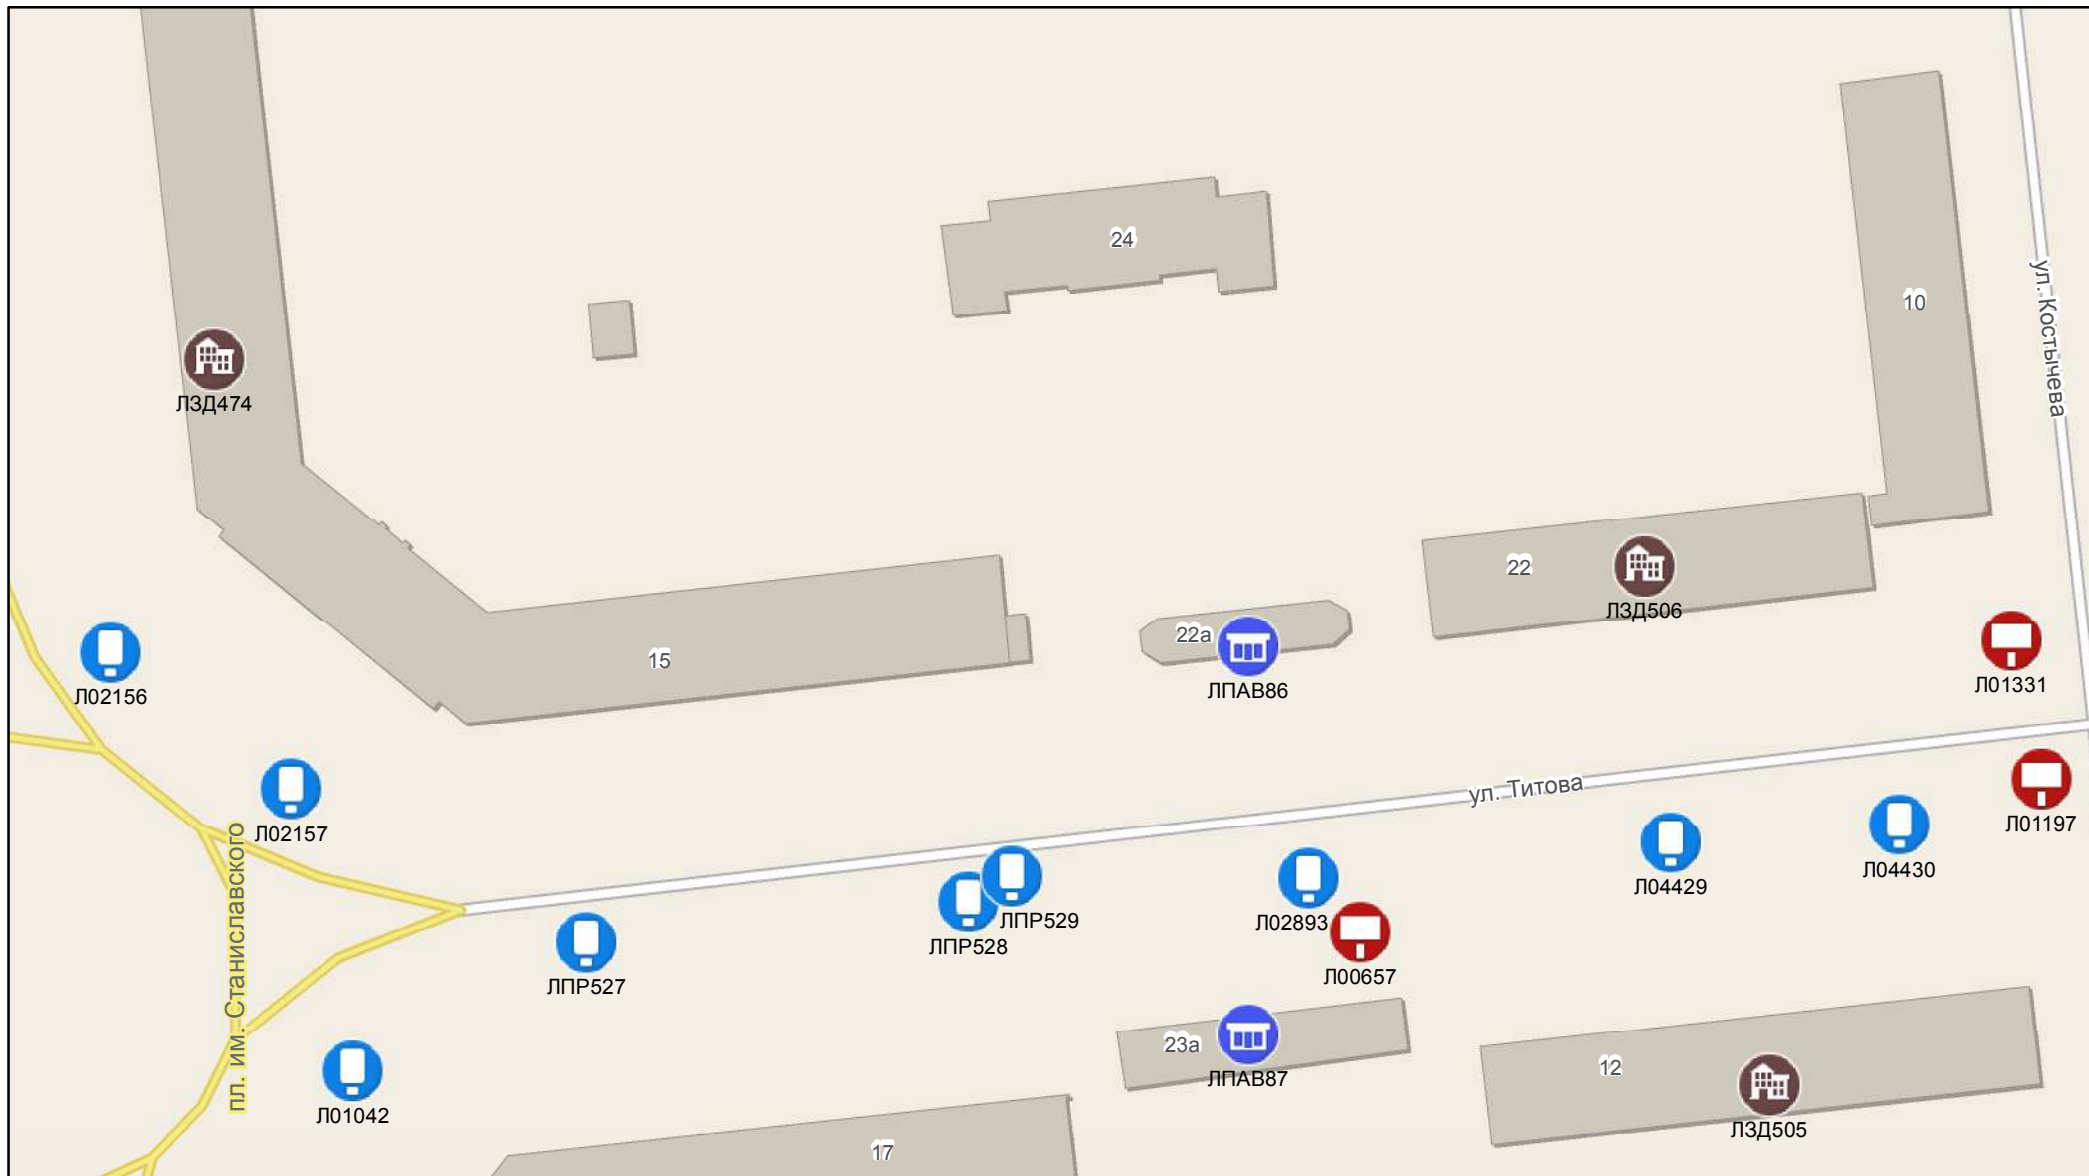 24
10
ул. Костычева
ЛЗД474
22
ЛЗД506
22а
15
ЛПАВ86
Л01331
Л02156
ул. Титова
Л02157
Л01197
Л04430
Л04429
пл. им. Станиславского
Л02893
ЛПР529
ЛПР528
Л00657
ЛПР527
23а
12
ЛПАВ87
Л01042
ЛЗД505
17